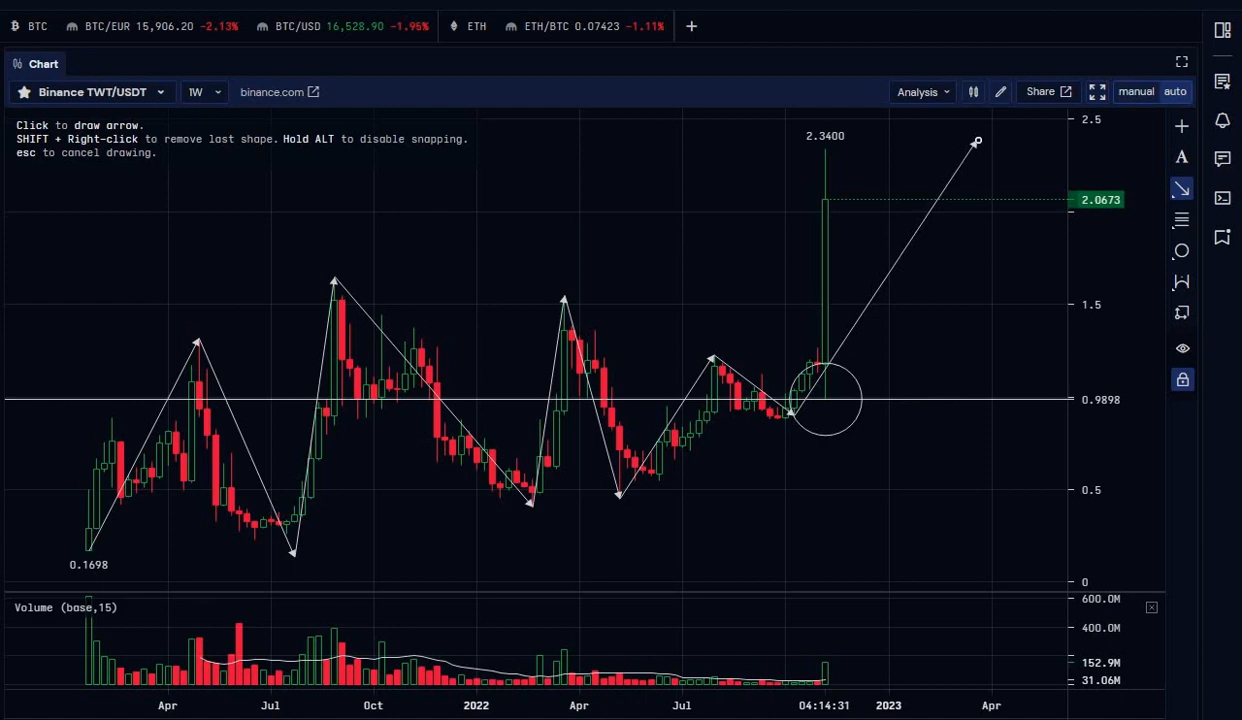 BTC BTC/EUR 15,906.20 -2.13% BTC/USD 16,528.90 -1.95% ETH ETH/BTC 0.07423 -1.11% +
Chart
Binance TWT/USDT 1W binance.com Analysis Share manual auto
Click to draw arrow.
SHIFT + Right-click to remove last shape. Hold ALT to disable snapping.
esc to cancel drawing.
2.5
2.3400
2.0673
1.5
0.9898
0.5
0.1698
0
Volume (base,15)
600.0M
400.0M
152.9M
31.06M
Apr Jul Oct 2022 Apr Jul 04:14:31 2023 Apr